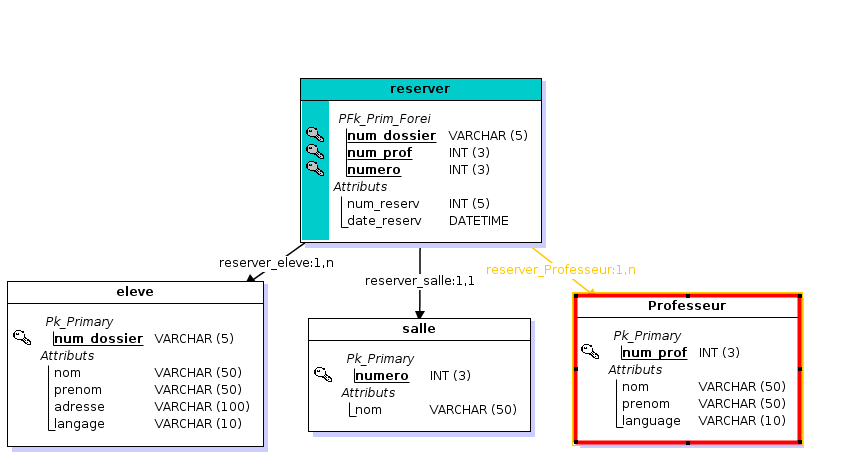 reserver
PFk_Prim_Forei
num_dossier VARCHAR (5)
num_prof INT (3)
numero INT (3)
Attributs
num_reserv INT (5)
date_reserv DATETIME
reserver_eleve:1,n
reserver_salle:1,1
reserver_Professeur:1,n
eleve
Pk_Primary
num_dossier VARCHAR (5)
Attributs
nom VARCHAR (50)
prenom VARCHAR (50)
adresse VARCHAR (100)
langage VARCHAR (10)
salle
Pk_Primary
numero INT (3)
Attributs
nom VARCHAR (50)
Professeur
Pk_Primary
num_prof INT (3)
Attributs
nom VARCHAR (50)
prenom VARCHAR (50)
language VARCHAR (10)